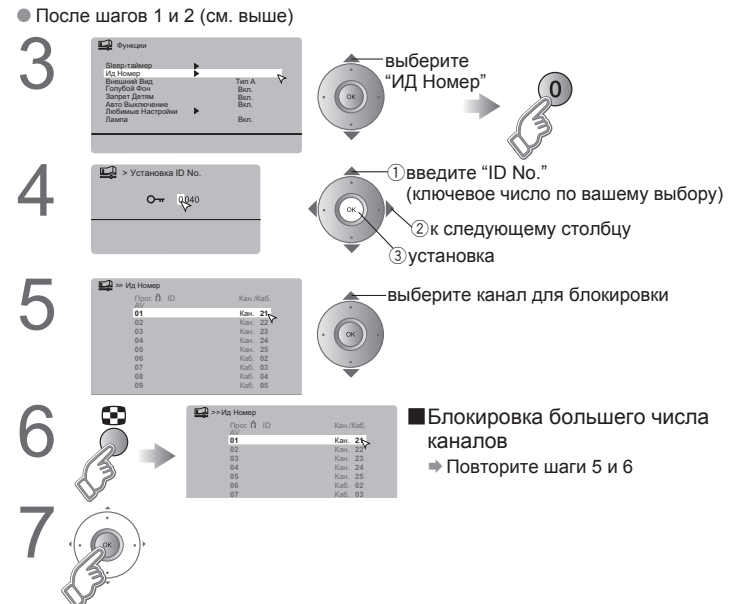 После шагов 1 и 2 (см. выше)
3
Функции
Sleep-таймер
Ид Номер
Внешний Вид Тип A
Голубой Фон Вкл.
Запрет Детям Вкл.
Авто Выключение Вкл.
Любимые Настройки
Лампа Вкл.
OK
выберите
“ИД Номер”
0
4
> Установка ID No.
0040
OK
①введите “ID No.”
(ключевое число по вашему выбору)
②к следующему столбцу
③установка
5
>> Ид Номер
Прог. ID Кан./Каб.
AV
01 Кан. 21
02 Кан. 22
03 Кан. 23
04 Кан. 24
05 Кан. 25
06 Каб. 02
07 Каб. 03
08 Каб. 04
09 Каб. 05
OK
выберите канал для блокировки
6
>>Ид Номер
Прог. ID Кан./Каб.
AV
01 Кан. 21
02 Кан. 22
03 Кан. 23
04 Кан. 24
05 Кан. 25
06 Каб. 02
07 Каб. 03
Блокировка большего числа
каналов
Повторите шаги 5 и 6
7
OK